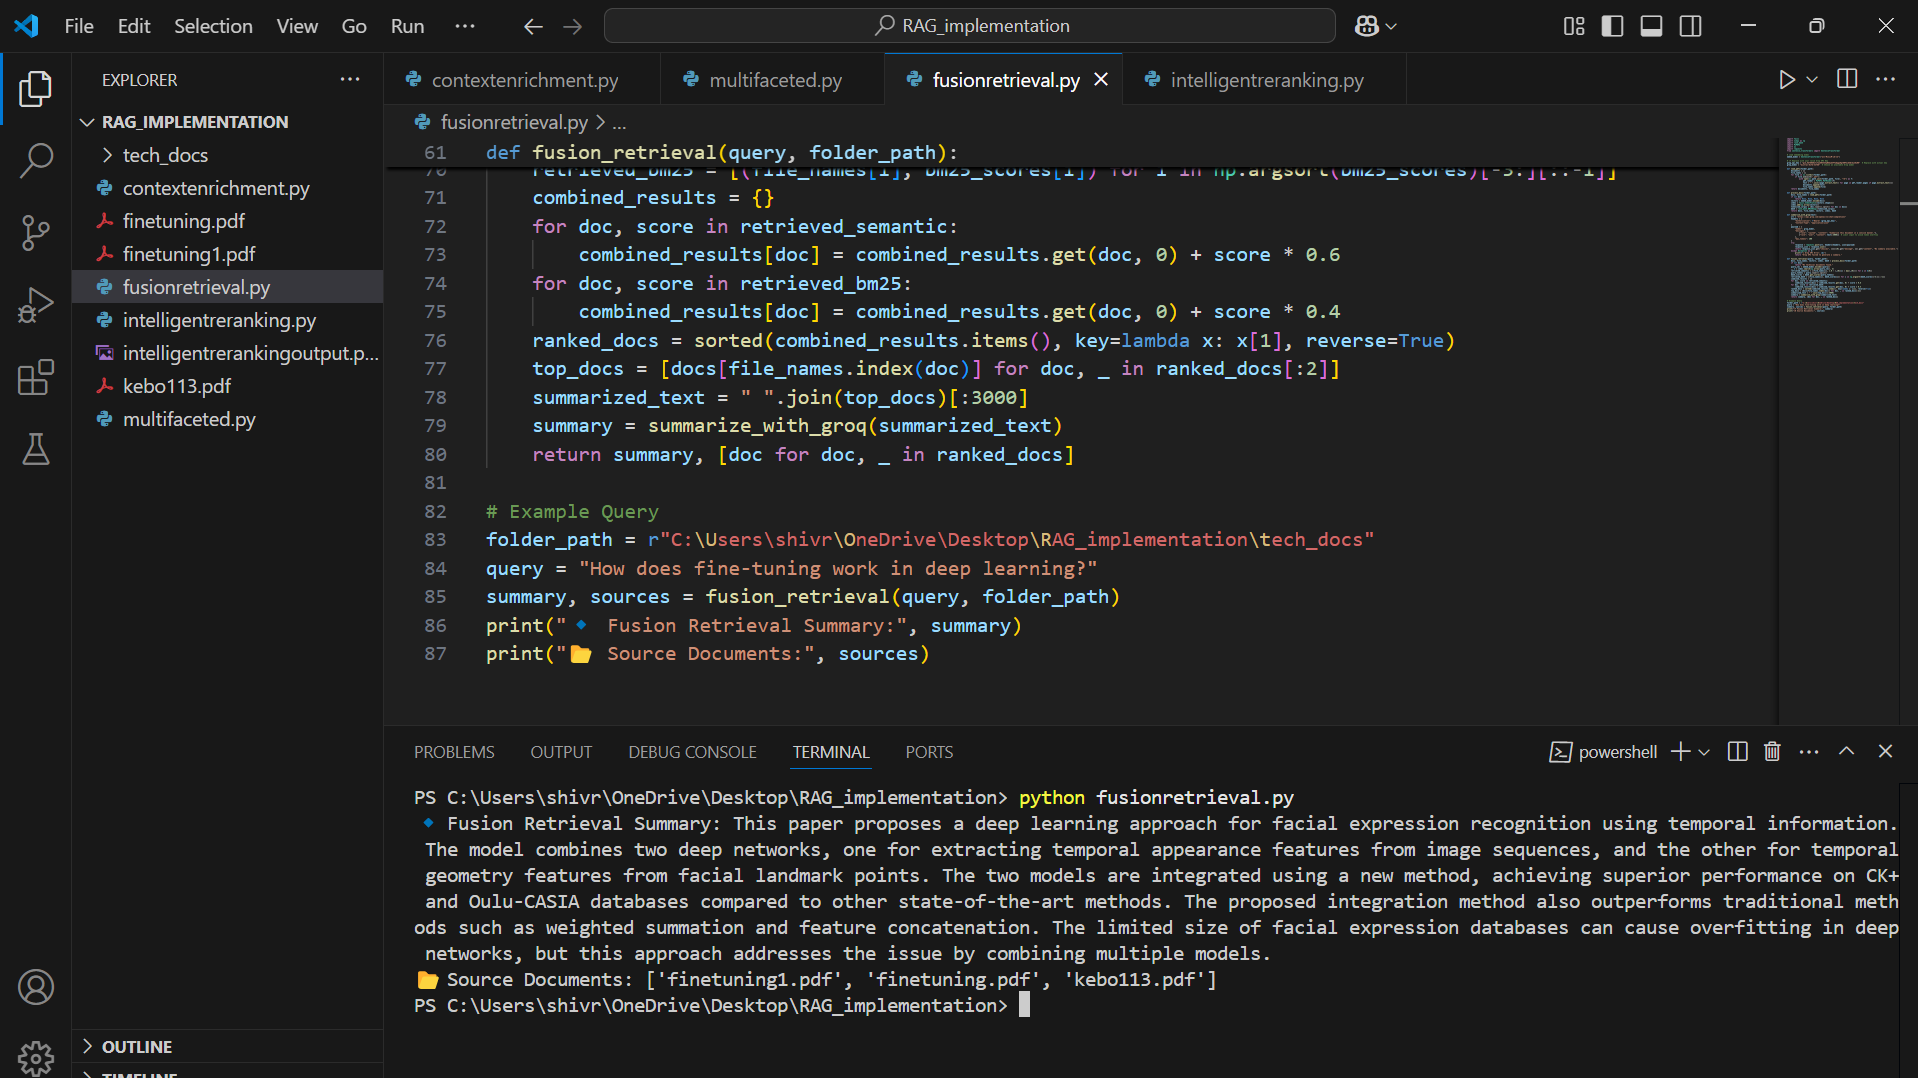 File Edit Selection View Go Run ··· RAG_implementation
EXPLORER ···
RAG_IMPLEMENTATION
tech_docs
contextenrichment.py
finetuning.pdf
finetuning1.pdf
fusionretrieval.py
intelligentreranking.py
intelligentrerankingoutput.p...
kebo113.pdf
multifaceted.py
OUTLINE
TIMELINE
contextenrichment.py multifaceted.py fusionretrieval.py intelligentreranking.py
fusionretrieval.py > ...
61 def fusion_retrieval(query, folder_path):
70 retrieved_bm25 = [(file_names[i], bm25_scores[i]) for i in np.argsort(bm25_scores)[-3:][::-1]]
71 combined_results = {}
72 for doc, score in retrieved_semantic:
73 combined_results[doc] = combined_results.get(doc, 0) + score * 0.6
74 for doc, score in retrieved_bm25:
75 combined_results[doc] = combined_results.get(doc, 0) + score * 0.4
76 ranked_docs = sorted(combined_results.items(), key=lambda x: x[1], reverse=True)
77 top_docs = [docs[file_names.index(doc)] for doc, _ in ranked_docs[:2]]
78 summarized_text = " ".join(top_docs)[:3000]
79 summary = summarize_with_groq(summarized_text)
80 return summary, [doc for doc, _ in ranked_docs]
81
82 # Example Query
83 folder_path = r"C:\Users\shivr\OneDrive\Desktop\RAG_implementation\tech_docs"
84 query = "How does fine-tuning work in deep learning?"
85 summary, sources = fusion_retrieval(query, folder_path)
86 print("🔹 Fusion Retrieval Summary:", summary)
87 print("📂 Source Documents:", sources)
PROBLEMS OUTPUT DEBUG CONSOLE TERMINAL PORTS powershell
PS C:\Users\shivr\OneDrive\Desktop\RAG_implementation> python fusionretrieval.py
🔹 Fusion Retrieval Summary: This paper proposes a deep learning approach for facial expression recognition using temporal information.
The model combines two deep networks, one for extracting temporal appearance features from image sequences, and the other for temporal
geometry features from facial landmark points. The two models are integrated using a new method, achieving superior performance on CK+
and Oulu-CASIA databases compared to other state-of-the-art methods. The proposed integration method also outperforms traditional meth
ods such as weighted summation and feature concatenation. The limited size of facial expression databases can cause overfitting in deep
networks, but this approach addresses the issue by combining multiple models.
📂 Source Documents: ['finetuning1.pdf', 'finetuning.pdf', 'kebo113.pdf']
PS C:\Users\shivr\OneDrive\Desktop\RAG_implementation>